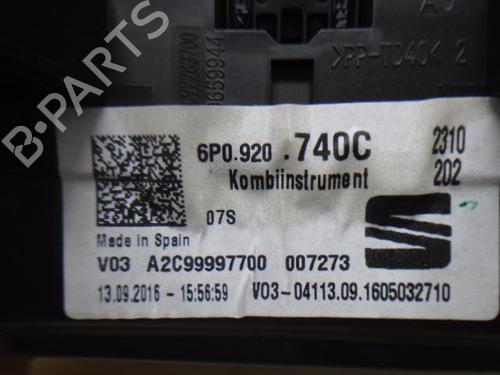 >PP-TD40< 2
6P0.920 .740C
2310
202
Kombiinstrument
07S
Made in Spain
V03 A2C99997700 007273
13.09.2016 - 15:56:59 V03-04113.09.1605032710
B-PARTS